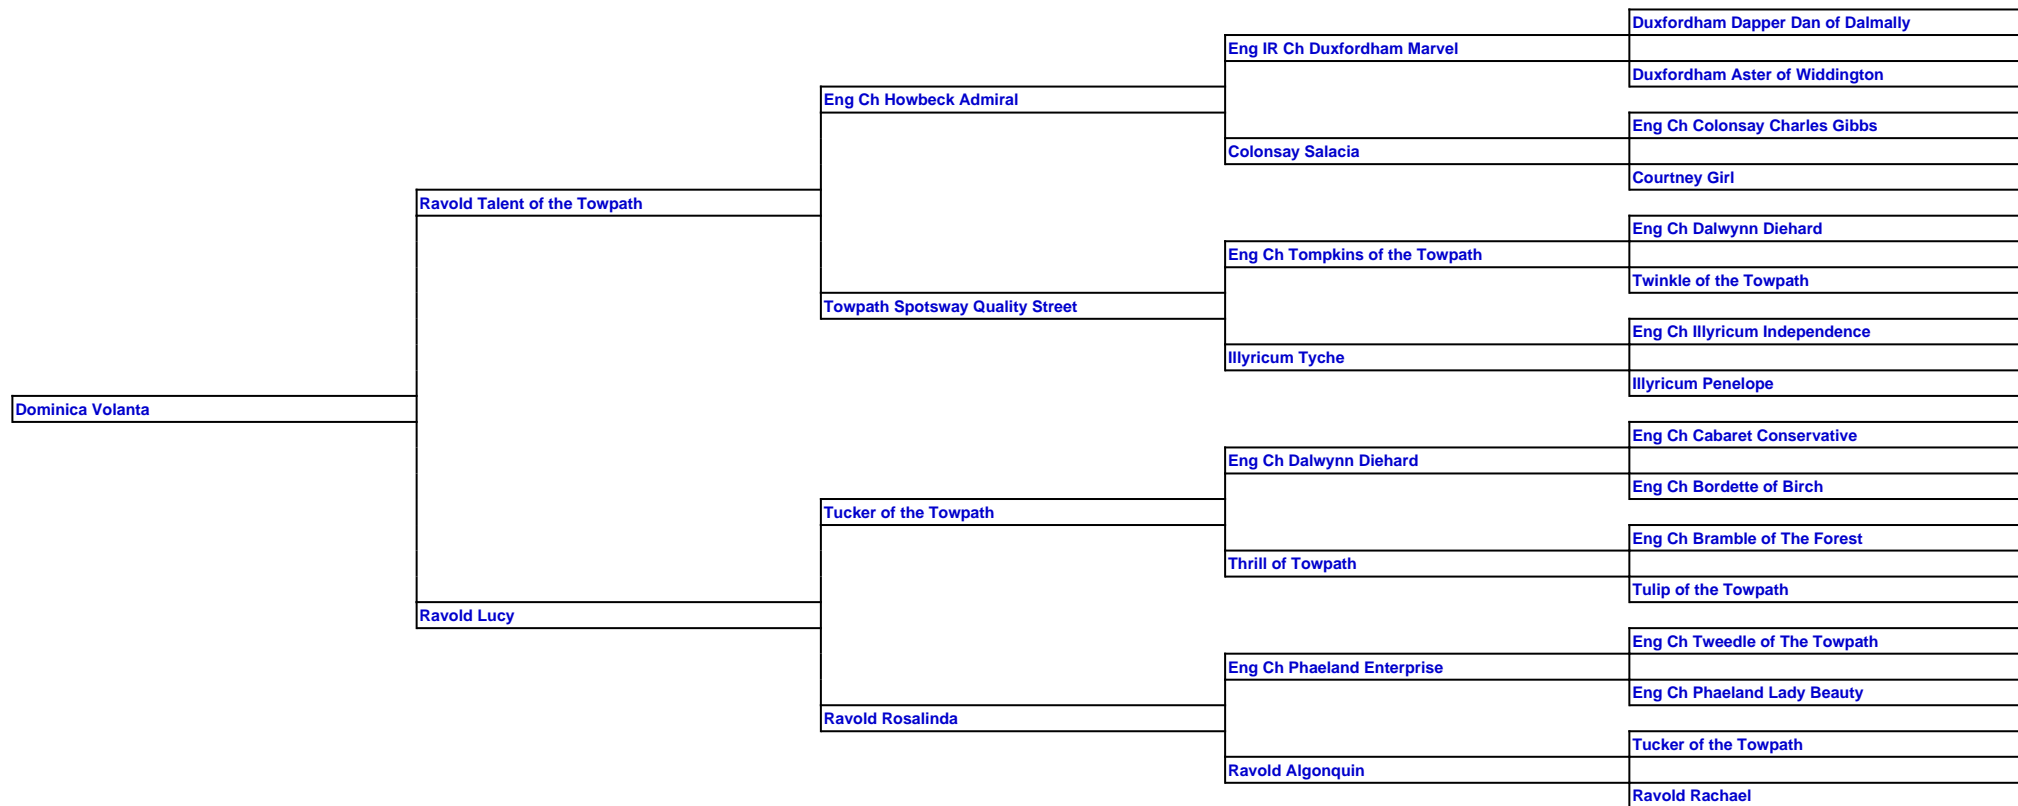 Duxfordham Dapper Dan of Dalmally
Eng IR Ch Duxfordham Marvel
Duxfordham Aster of Widdington
Eng Ch Howbeck Admiral
Eng Ch Colonsay Charles Gibbs
Colonsay Salacia
Courtney Girl
Ravold Talent of the Towpath
Eng Ch Dalwynn Diehard
Eng Ch Tompkins of the Towpath
Twinkle of the Towpath
Towpath Spotsway Quality Street
Eng Ch Illyricum Independence
Illyricum Tyche
Illyricum Penelope
Dominica Volanta
Eng Ch Cabaret Conservative
Eng Ch Dalwynn Diehard
Eng Ch Bordette of Birch
Tucker of the Towpath
Eng Ch Bramble of The Forest
Thrill of Towpath
Tulip of the Towpath
Ravold Lucy
Eng Ch Tweedle of The Towpath
Eng Ch Phaeland Enterprise
Eng Ch Phaeland Lady Beauty
Ravold Rosalinda
Tucker of the Towpath
Ravold Algonquin
Ravold Rachael